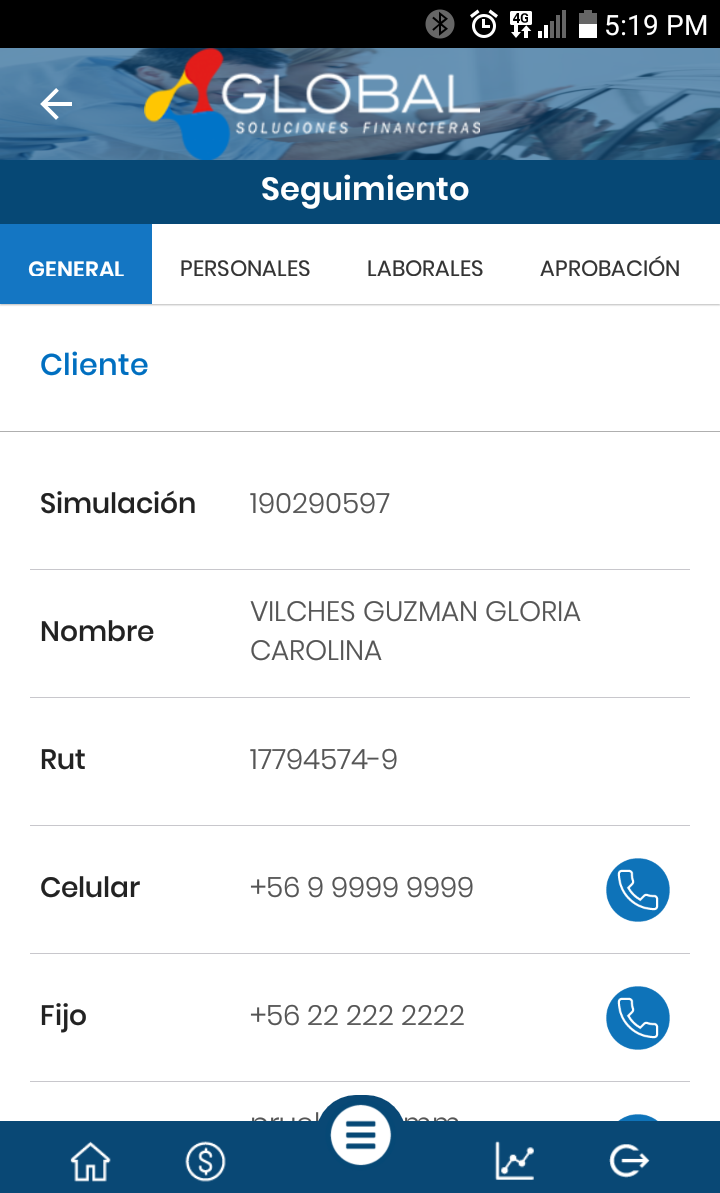 4G
5:19 PM
GLOBAL
SOLUCIONES FINANCIERAS
Seguimiento
GENERAL PERSONALES LABORALES APROBACIÓN
Cliente
Simulación 190290597
Nombre VILCHES GUZMAN GLORIA
CAROLINA
Rut 17794574-9
Celular +56 9 9999 9999
Fijo +56 22 222 2222